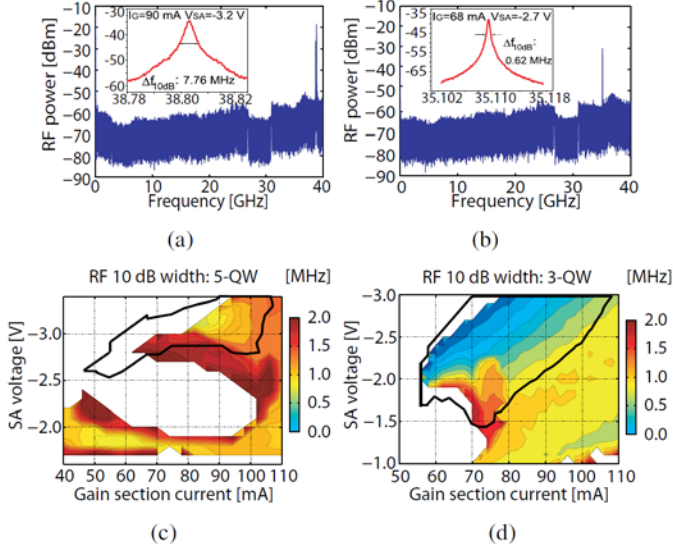 I_G=90 mA V_SA=-3.2 V
-40
-50
-60
38.78 38.80 38.82
Δf_10dB: 7.76 MHz
RF power [dBm]
-10
-20
-30
-40
-50
-60
-70
-80
-90
0 10 20 30 40
Frequency [GHz]
(a)
I_G=68 mA V_SA=-2.7 V
-35
-45
-55
-65
35.102 35.110 35.118
Δf_10dB:
0.62 MHz
RF power [dBm]
-10
-20
-30
-40
-50
-60
-70
-80
-90
0 10 20 30 40
Frequency [GHz]
(b)
RF 10 dB width: 5-QW [MHz]
SA voltage [V]
-3.0
-2.5
-2.0
40 50 60 70 80 90 100 110
Gain section current [mA]
2.0
1.5
1.0
0.5
0.0
(c)
RF 10 dB width: 3-QW [MHz]
SA voltage [V]
-3.0
-2.5
-2.0
-1.5
-1.0
50 60 70 80 90 100 110
Gain section current [mA]
2.0
1.5
1.0
0.5
0.0
(d)